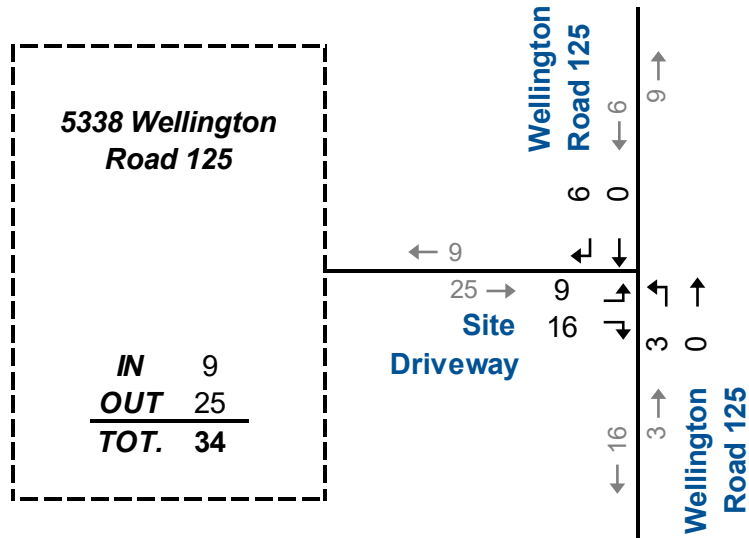 5338 Wellington
Road 125
IN 9
OUT 25
TOT. 34
Wellington
Road 125
6
9 →
← 6
0
← 9
25 →
Site
Driveway
9
16
3
0
← 16
3 →
Wellington
Road 125